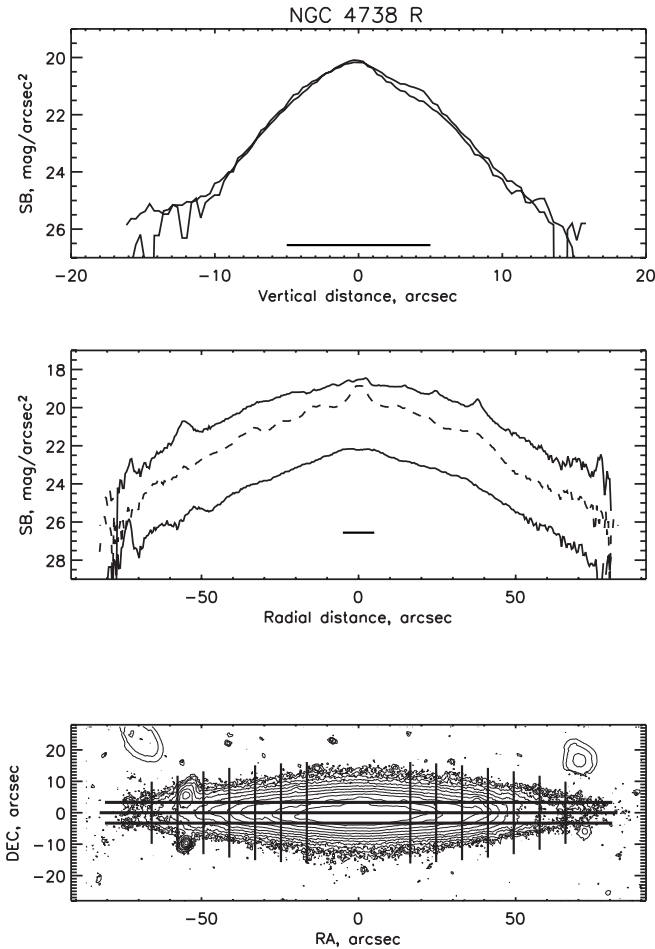 NGC 4738 R
SB, mag/arcsec²
20
22
24
26
−20 −10 0 10 20
Vertical distance, arcsec
SB, mag/arcsec²
18
20
22
24
26
28
−50 0 50
Radial distance, arcsec
DEC, arcsec
20
10
0
−10
−20
−50 0 50
RA, arcsec